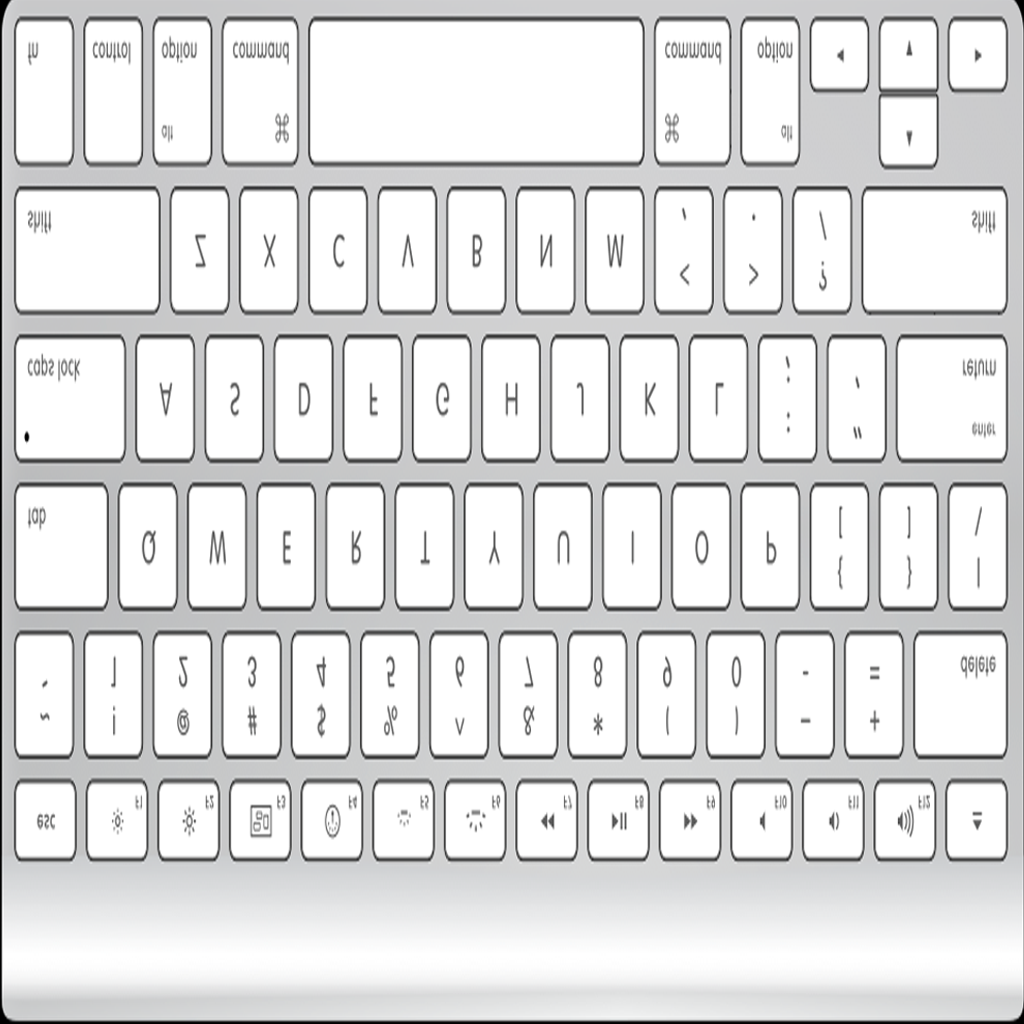 fn control option alt command ⌘ command ⌘ option alt ◀ ▲ ▼ ▶
shift Z X C V B N M , < . > / ? shift
caps lock A S D F G H J K L ; : ' " return enter
tab Q W E R T Y U I O P [ { ] } \ |
` ~ 1 ! 2 @ 3 # 4 $ 5 % 6 ^ 7 & 8 * 9 ( 0 ) - _ = + delete
esc F1 F2 F3 F4 F5 F6 F7 F8 F9 F10 F11 F12